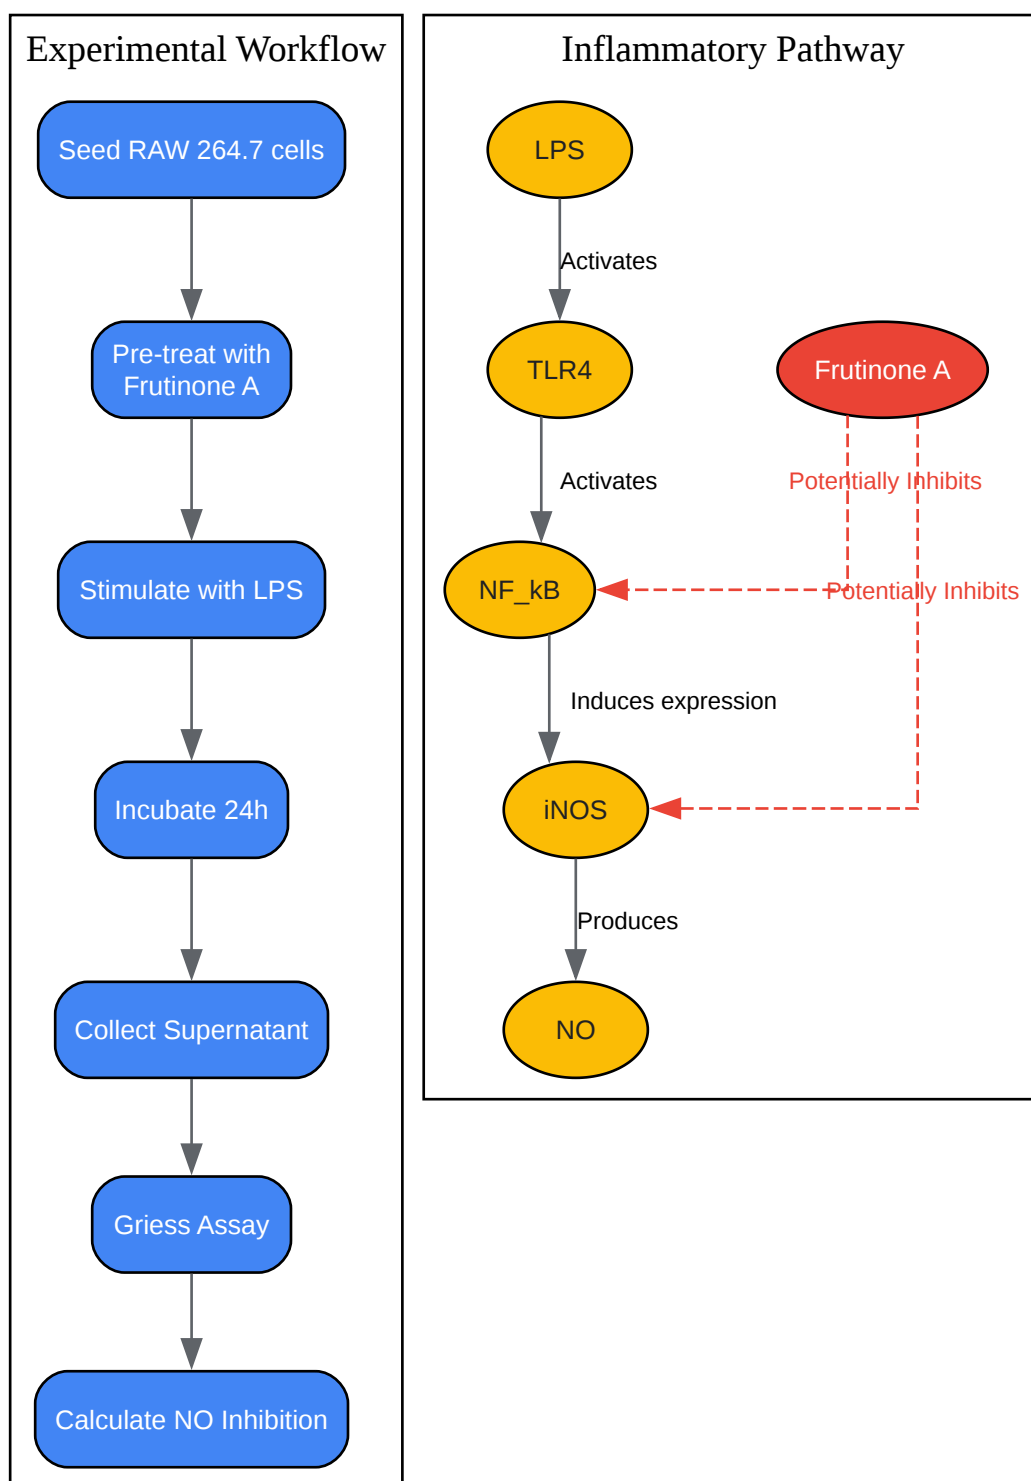 Experimental Workflow
Seed RAW 264.7 cells
Pre-treat with
Frutinone A
Stimulate with LPS
Incubate 24h
Collect Supernatant
Griess Assay
Calculate NO Inhibition
Inflammatory Pathway
LPS
Activates
TLR4
Frutinone A
Activates
Potentially Inhibits
NF_kB
Potentially Inhibits
Induces expression
iNOS
Produces
NO